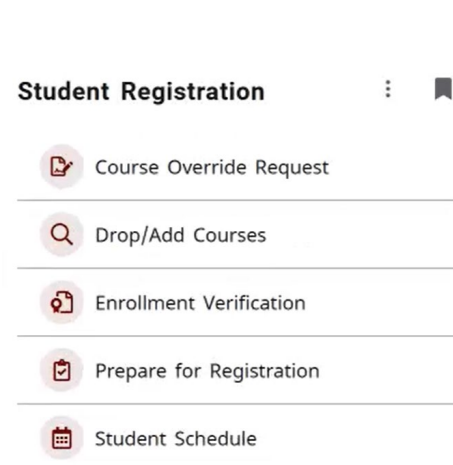 Student Registration
Course Override Request
Drop/Add Courses
Enrollment Verification
Prepare for Registration
Student Schedule